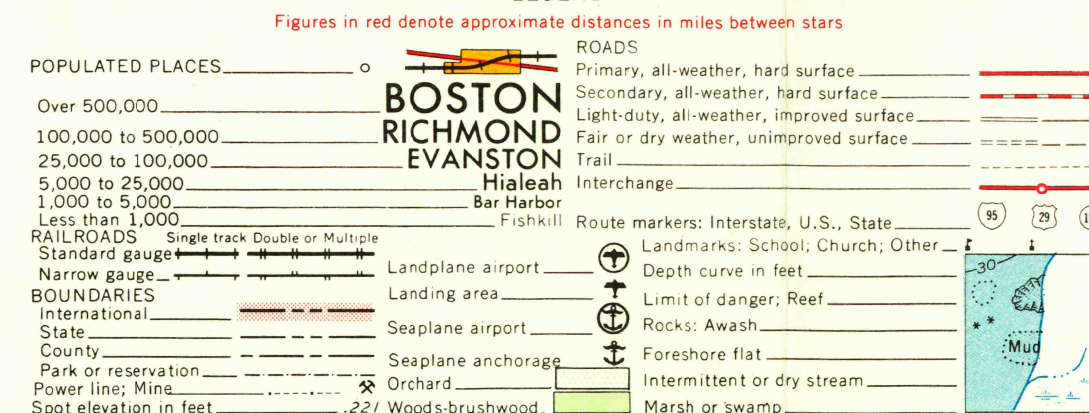 Figures in red denote approximate distances in miles between stars
POPULATED PLACES
Over 500,000 BOSTON
100,000 to 500,000 RICHMOND
25,000 to 100,000 EVANSTON
5,000 to 25,000 Hialeah
1,000 to 5,000 Bar Harbor
Less than 1,000 Fishkill
RAILROADS Single track Double or Multiple
Standard gauge
Narrow gauge
BOUNDARIES
International
State
County
Park or reservation
Power line; Mine
Spot elevation in feet .221
Landplane airport
Landing area
Seaplane airport
Seaplane anchorage
Orchard
Woods-brushwood
ROADS
Primary, all-weather, hard surface
Secondary, all-weather, hard surface
Light-duty, all-weather, improved surface
Fair or dry weather, unimproved surface
Trail
Interchange
Route markers: Interstate, U.S., State 95 29
Landmarks: School; Church; Other
Depth curve in feet 30
Limit of danger; Reef
Rocks: Awash
Foreshore flat Mud
Intermittent or dry stream
Marsh or swamp